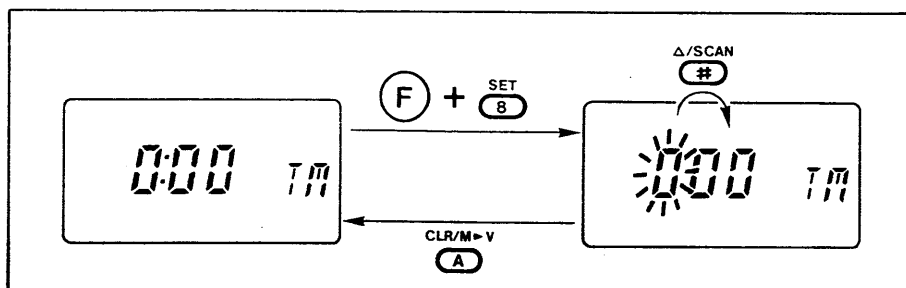 △/SCAN
#
F + SET
8
0:00 TM
0:00 TM
CLR/M►V
A